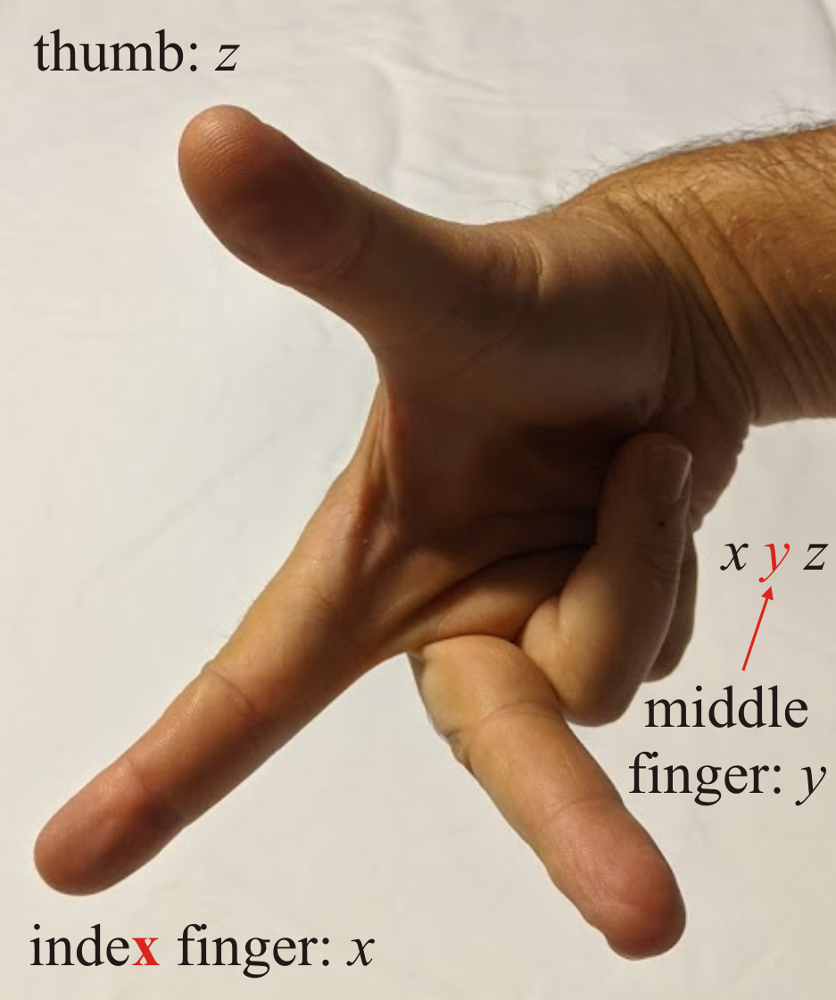 thumb: z
x y z
middle
finger: y
index finger: x